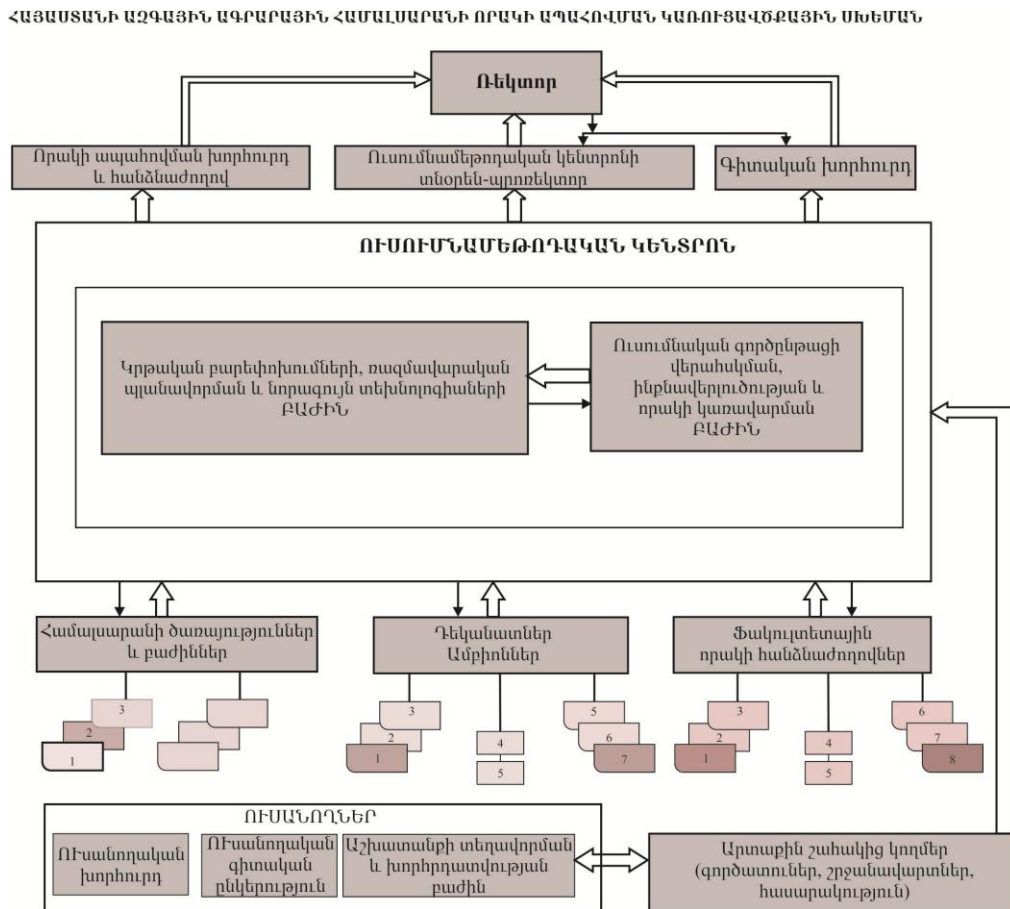 ՀԱՅԱՍՏԱՆԻ ԱԶԳԱՅԻՆ ԱԳՐԱՐԱՅԻՆ ՀԱՄԱԼՍԱՐԱՆԻ ՈՐԱԿԻ ԱՊԱՀՈՎՄԱՆ ԿԱՌՈՒՑԱՎԾՔԱՅԻՆ ՍԽԵՄԱՆ
Ռեկտոր
Որակի ապահովման խորհուրդ
և հանձնաժողով
Ուսումնամեթոդական կենտրոնի
տնօրեն-պրոռեկտոր
Գիտական խորհուրդ
ՈՒՍՈՒՄՆԱՄԵԹՈԴԱԿԱՆ ԿԵՆՏՐՈՆ
Կրթական բարեփոխումների, ռազմավարական
պլանավորման և նորագույն տեխնոլոգիաների
ԲԱԺԻՆ
Ուսումնական գործընթացի
վերահսկման,
ինքնավերլուծության և
որակի կառավարման
ԲԱԺԻՆ
Համալսարանի ծառայություններ
և բաժիններ
Դեկանատներ
Ամբիոններ
Ֆակուլտետային
որակի հանձնաժողովներ
3
2
1
3
2
1
4
5
5
6
7
3
2
1
4
5
6
7
8
ՈՒՍԱՆՈՂՆԵՐ
ՈՒսանողական
խորհուրդ
ՈՒսանողական
գիտական
ընկերություն
Աշխատանքի տեղավորման
և խորհրդատվության
բաժին
Արտաքին շահակից կողմեր
(գործատուներ, շրջանավարտներ,
հասարակություն)